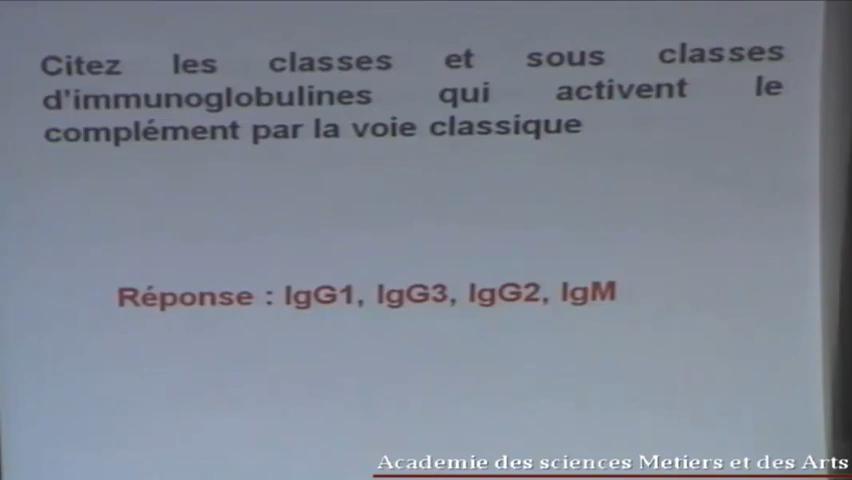 Citez les classes et sous classes
d'immunoglobulines qui activent le
complément par la voie classique
Réponse : IgG1, IgG3, IgG2, IgM
Academie des sciences Metiers et des Arts